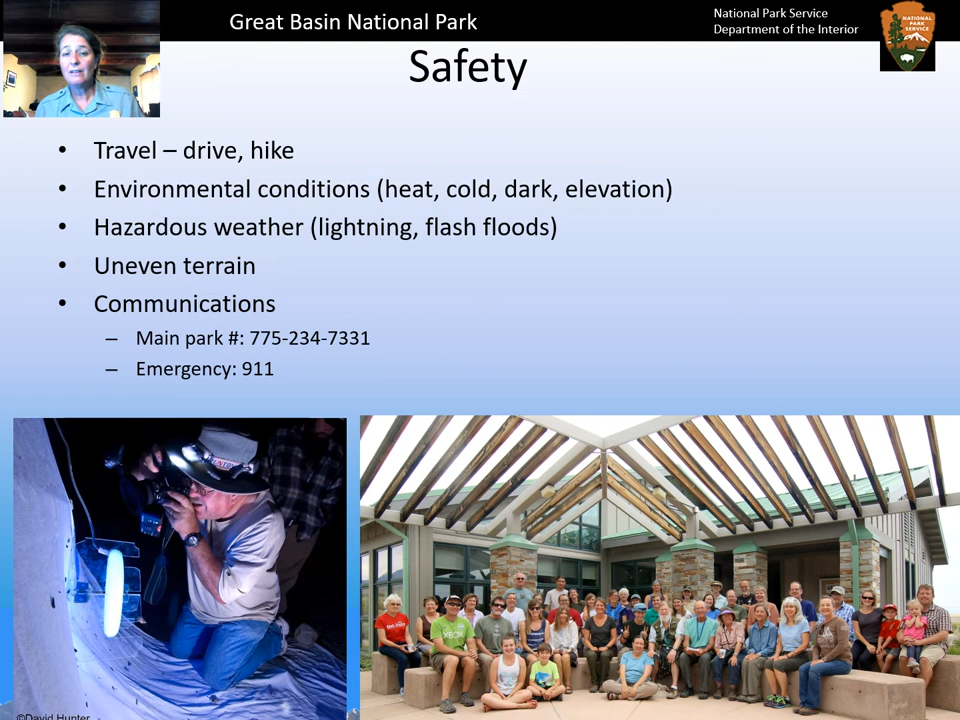 Great Basin National Park
National Park Service
Department of the Interior
NATIONAL
PARK
SERVICE
Safety
• Travel – drive, hike
• Environmental conditions (heat, cold, dark, elevation)
• Hazardous weather (lightning, flash floods)
• Uneven terrain
• Communications
– Main park #: 775-234-7331
– Emergency: 911
XBOX
©David Hunter